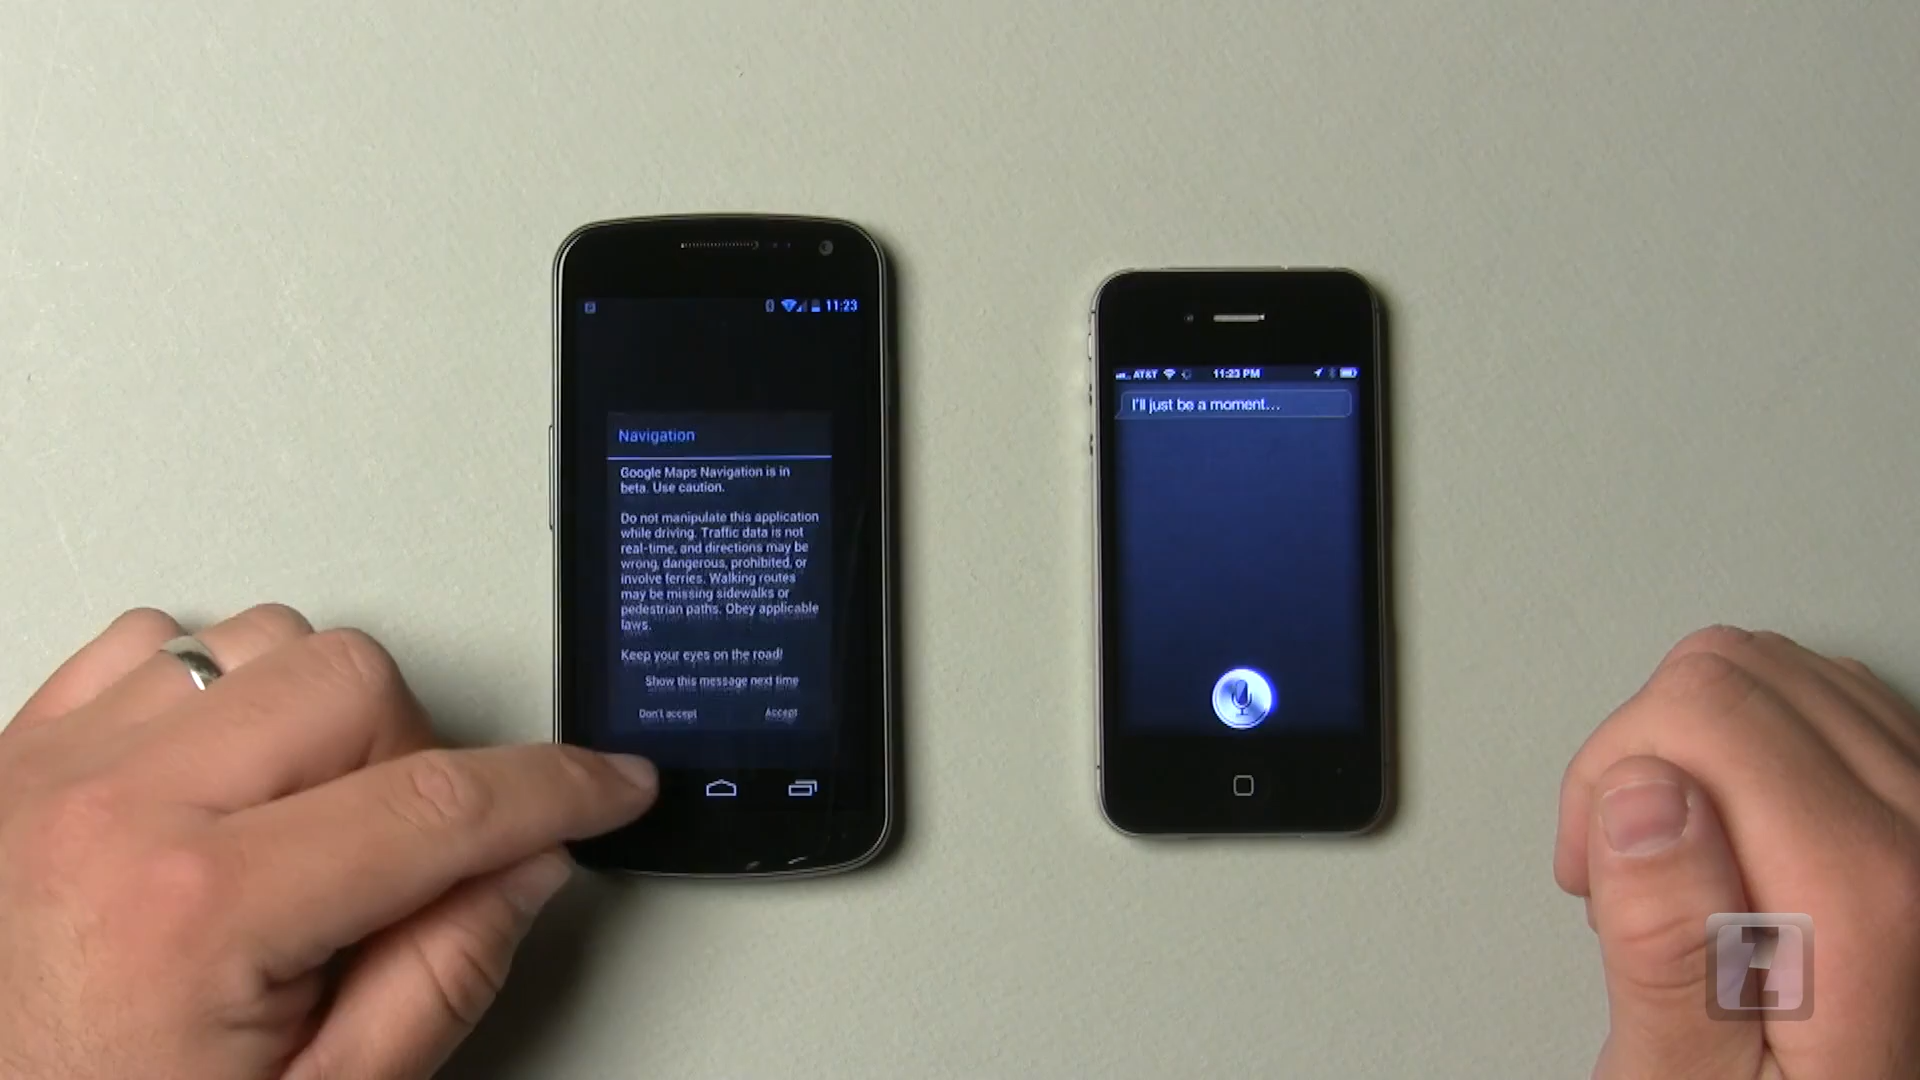 11:23
Navigation
Google Maps Navigation is in
beta. Use caution.
Do not manipulate this application
while driving. Traffic data is not
real-time, and directions may be
wrong, dangerous, prohibited, or
involve ferries. Walking routes
may be missing sidewalks or
pedestrian paths. Obey applicable
laws.
Keep your eyes on the road!
Show this message next time
Don't accept Accept
AT&T 11:23 PM
I'll just be a moment...
Z